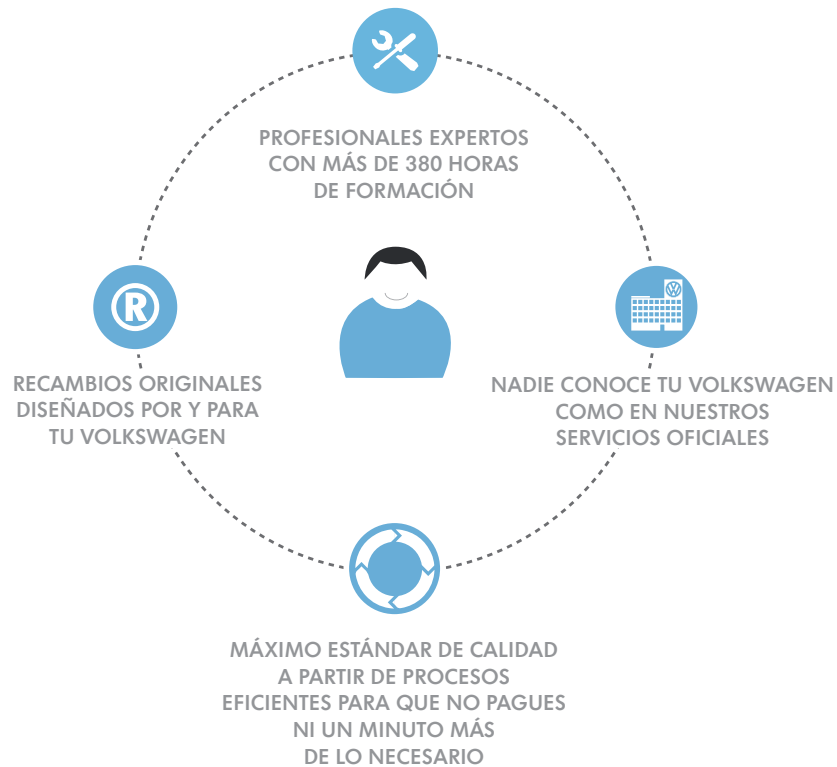 PROFESIONALES EXPERTOS
CON MÁS DE 380 HORAS
DE FORMACIÓN
®
RECAMBIOS ORIGINALES
DISEÑADOS POR Y PARA
TU VOLKSWAGEN
NADIE CONOCE TU VOLKSWAGEN
COMO EN NUESTROS
SERVICIOS OFICIALES
MÁXIMO ESTÁNDAR DE CALIDAD
A PARTIR DE PROCESOS
EFICIENTES PARA QUE NO PAGUES
NI UN MINUTO MÁS
DE LO NECESARIO